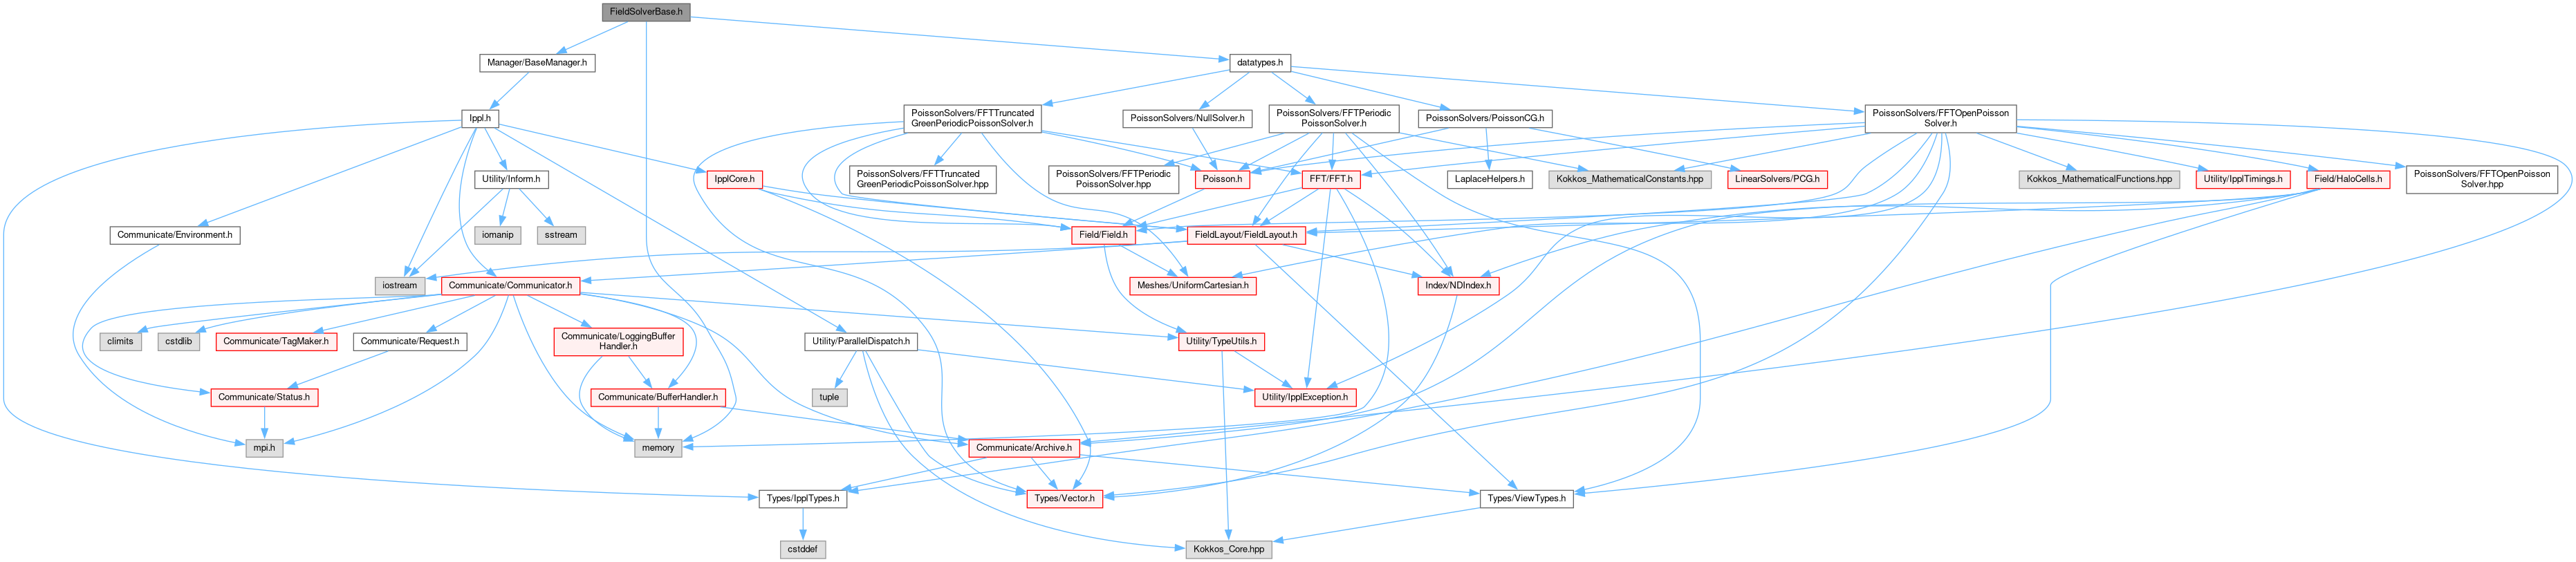 FieldSolverBase.h
Manager/BaseManager.h
datatypes.h
Ippl.h
PoissonSolvers/FFTTruncated
GreenPeriodicPoissonSolver.h
PoissonSolvers/NullSolver.h
PoissonSolvers/FFTPeriodic
PoissonSolver.h
PoissonSolvers/PoissonCG.h
PoissonSolvers/FFTOpenPoisson
Solver.h
Utility/Inform.h
IpplCore.h
PoissonSolvers/FFTTruncated
GreenPeriodicPoissonSolver.hpp
PoissonSolvers/FFTPeriodic
PoissonSolver.hpp
Poisson.h
FFT/FFT.h
LaplaceHelpers.h
Kokkos_MathematicalConstants.hpp
LinearSolvers/PCG.h
Kokkos_MathematicalFunctions.hpp
Utility/IpplTimings.h
Field/HaloCells.h
PoissonSolvers/FFTOpenPoisson
Solver.hpp
Communicate/Environment.h
iomanip
sstream
Field/Field.h
FieldLayout/FieldLayout.h
iostream
Communicate/Communicator.h
Meshes/UniformCartesian.h
Index/NDIndex.h
climits
cstdlib
Communicate/TagMaker.h
Communicate/Request.h
Communicate/LoggingBuffer
Handler.h
Utility/ParallelDispatch.h
Utility/TypeUtils.h
Communicate/Status.h
Communicate/BufferHandler.h
tuple
Utility/IpplException.h
mpi.h
memory
Communicate/Archive.h
Types/IpplTypes.h
Types/Vector.h
Types/ViewTypes.h
cstddef
Kokkos_Core.hpp